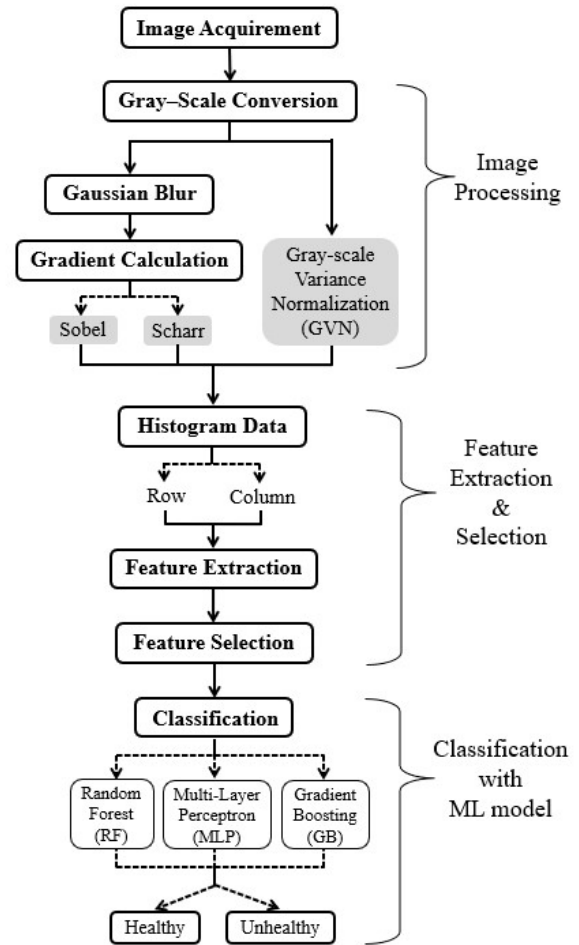 Image Acquirement
Gray–Scale Conversion
Image
Processing
Gaussian Blur
Gradient Calculation
Gray-scale
Variance
Normalization
(GVN)
Sobel
Scharr
Histogram Data
Row
Column
Feature
Extraction
&
Selection
Feature Extraction
Feature Selection
Classification
Random
Forest
(RF)
Multi-Layer
Perceptron
(MLP)
Gradient
Boosting
(GB)
Classification
with
ML model
Healthy
Unhealthy